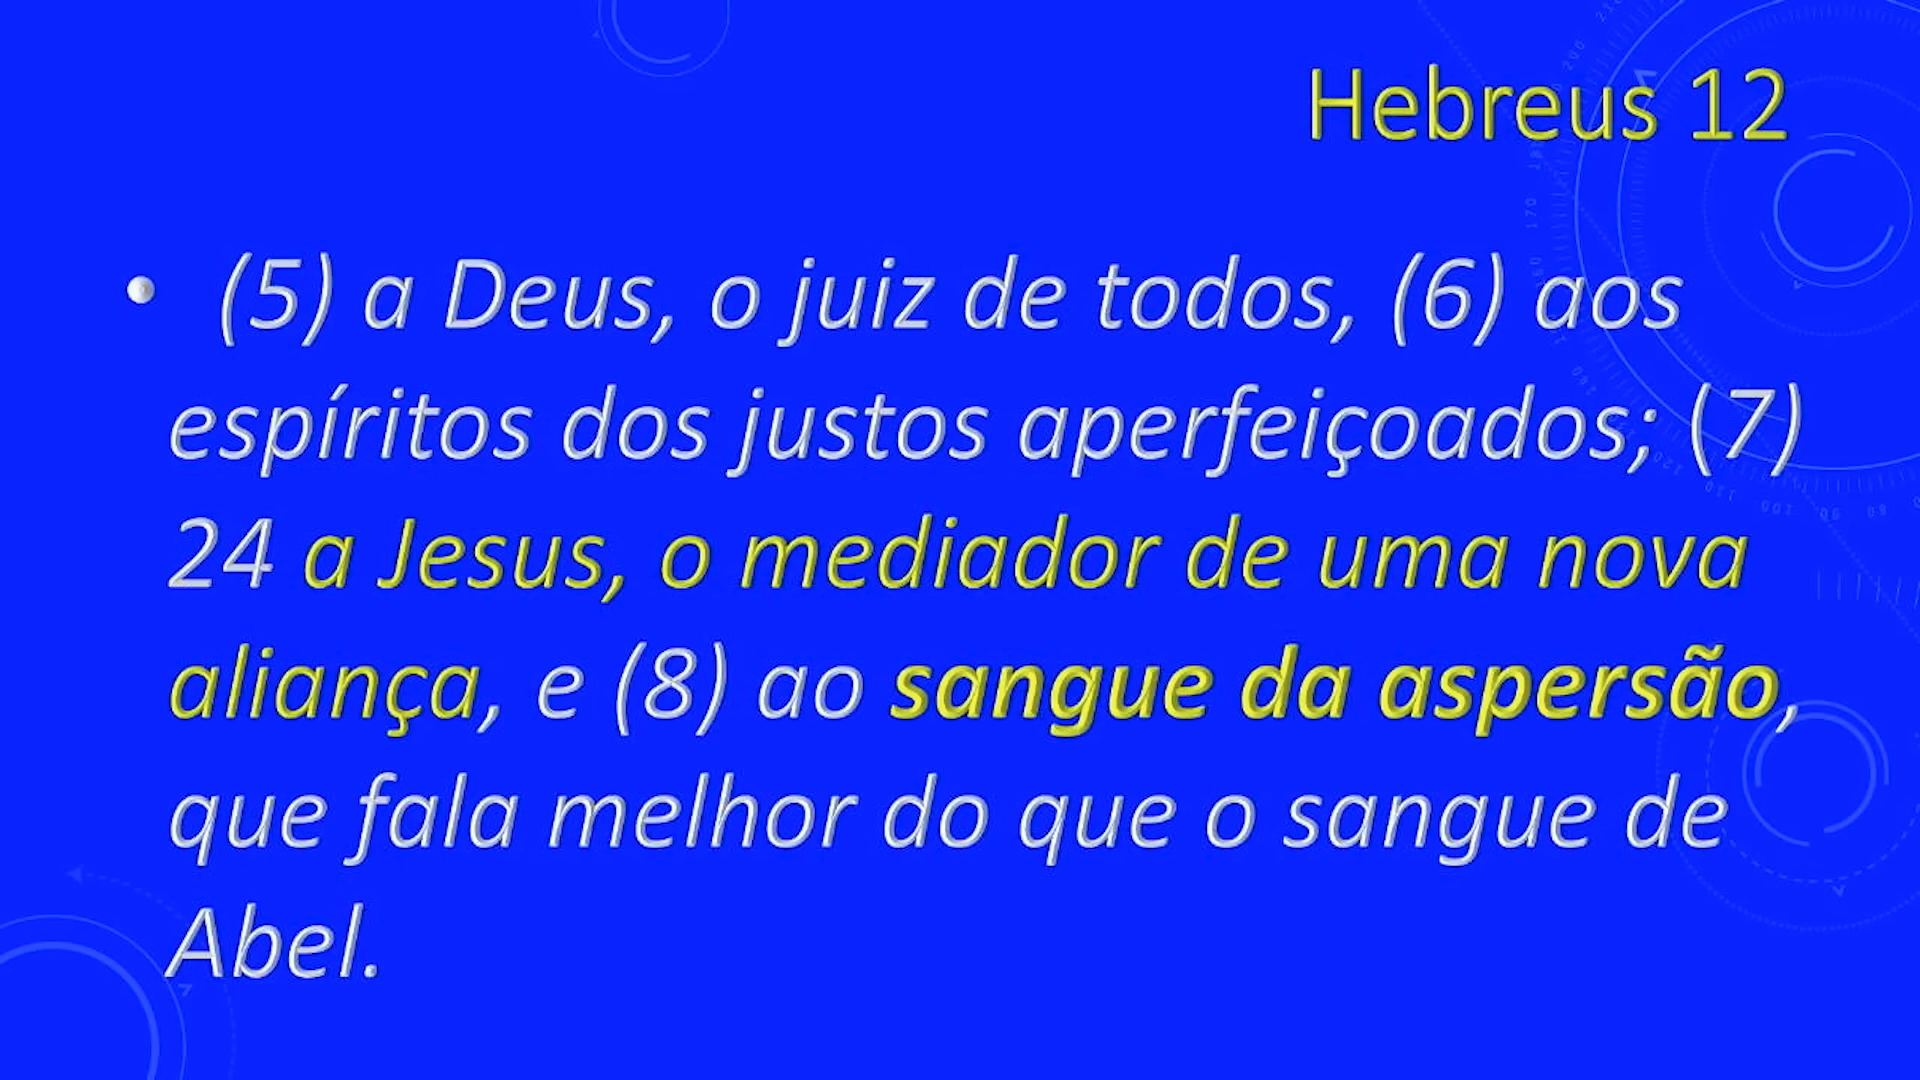 Hebreus 12
• (5) a Deus, o juiz de todos, (6) aos
espíritos dos justos aperfeiçoados; (7)
24 a Jesus, o mediador de uma nova
aliança, e (8) ao sangue da aspersão,
que fala melhor do que o sangue de
Abel.